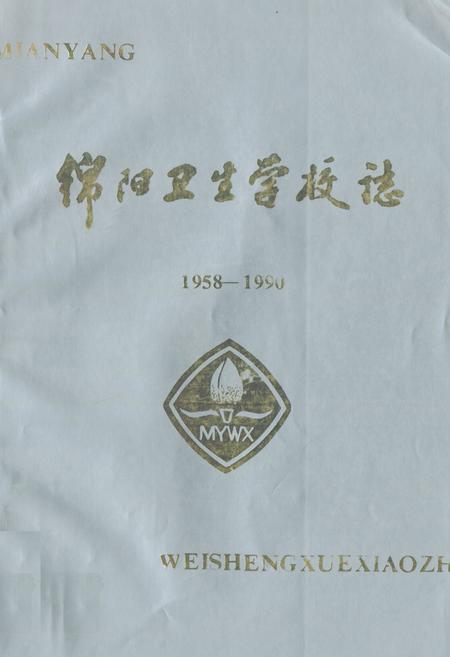 MIANYANG
绵阳卫生学校誌
1958—1990
MYWX
WEISHENGXUEXIAOZH